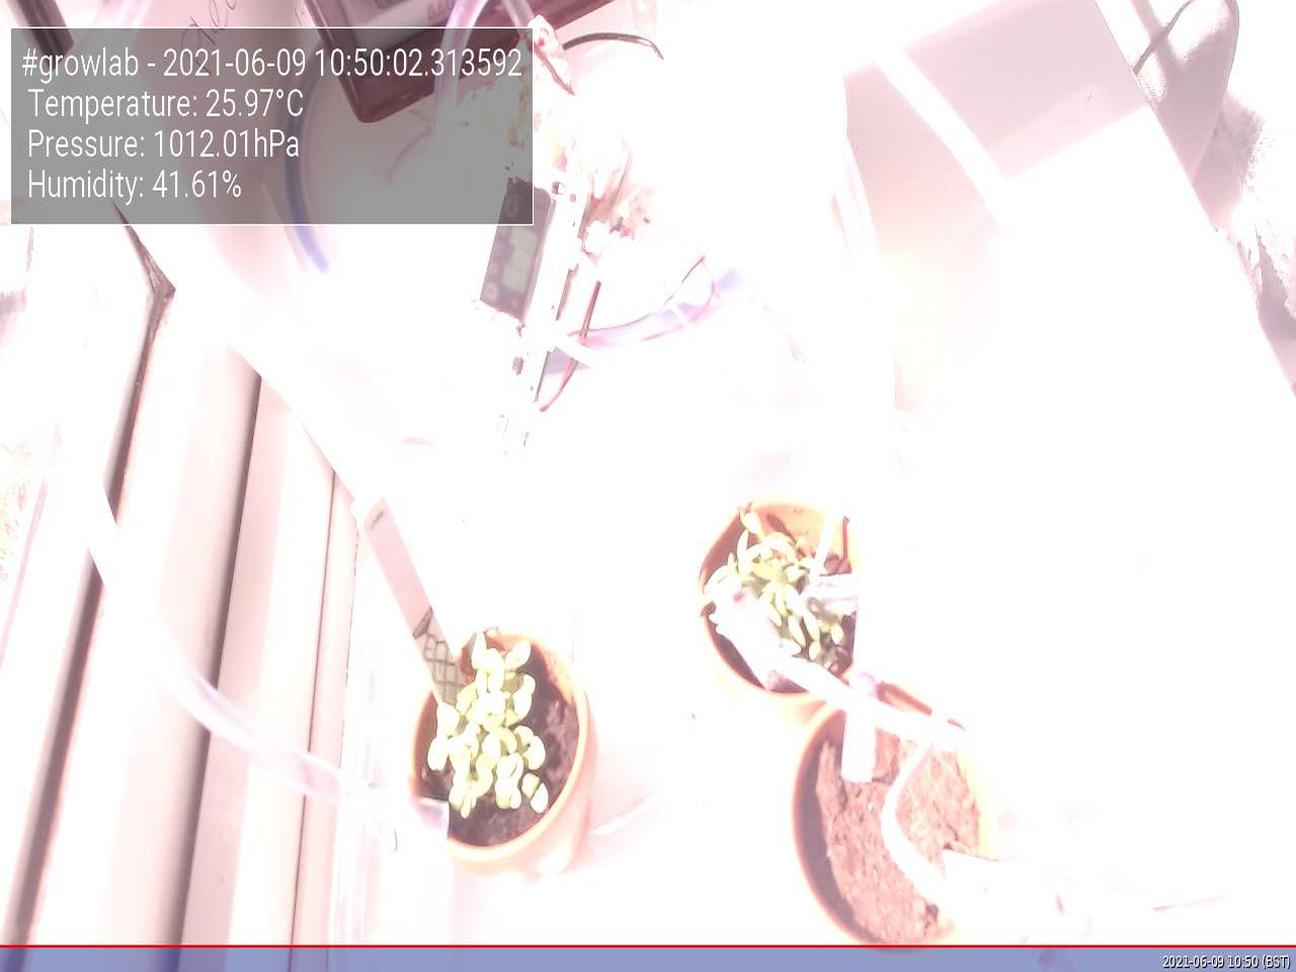 #growlab - 2021-06-09 10:50:02.313592
Temperature: 25.97°C
Pressure: 1012.01hPa
Humidity: 41.61%
2021-06-09 10:50 (BST)